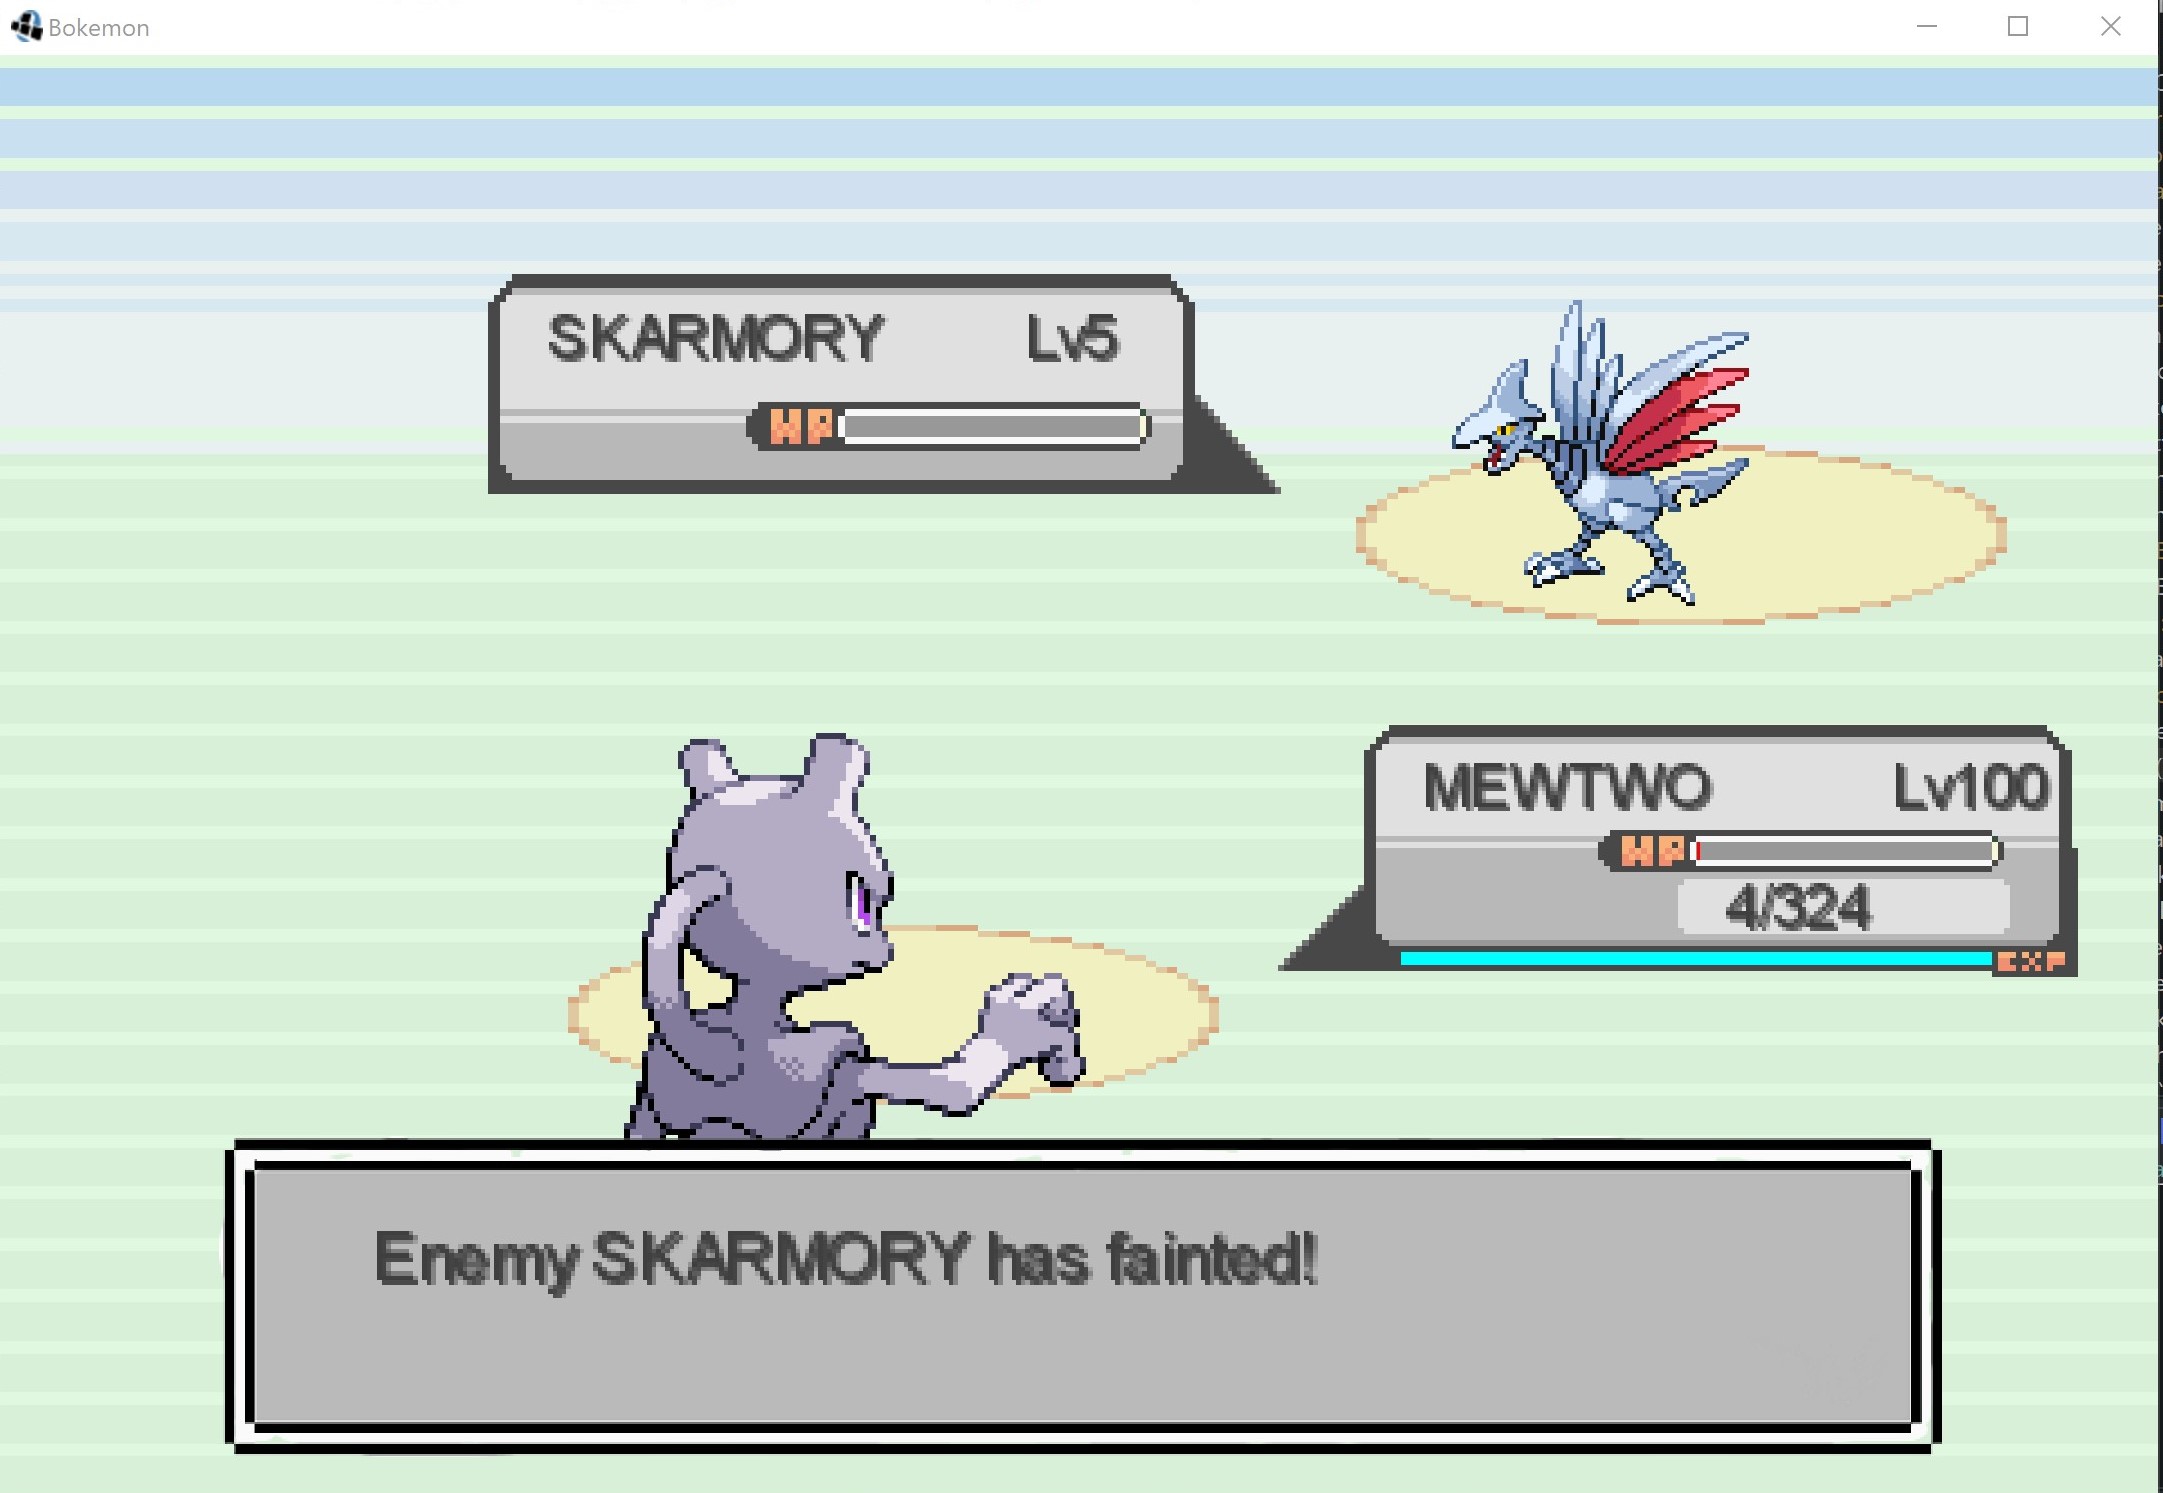 Bokemon
SKARMORY Lv5
HP
MEWTWO Lv100
HP
4/324
EXP
Enemy SKARMORY has fainted!